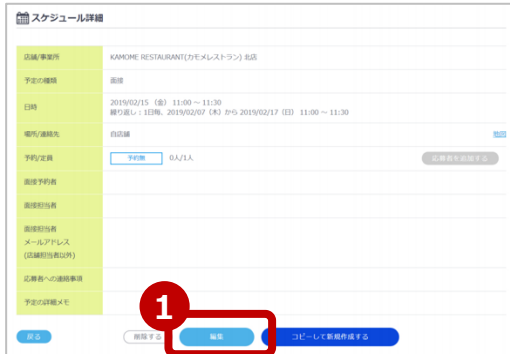 スケジュール詳細
店舗/事業所 KAMOME RESTAURANT(カモメレストラン) 北店
予定の種類 面接
日時 2019/02/15 (金) 11:00 ~ 11:30
繰り返し:1日毎、2019/02/07 (木) から 2019/02/17 (日) 11:00 ~ 11:30
場所/連絡先 自店舗 地図
予約/定員 予約無 0人/1人 応募者を追加する
面接予約者
面接担当者
面接担当者
メールアドレス
(店舗担当者以外)
応募者への連絡事項
予定の詳細メモ
1
戻る 削除する 編集 コピーして新規作成する